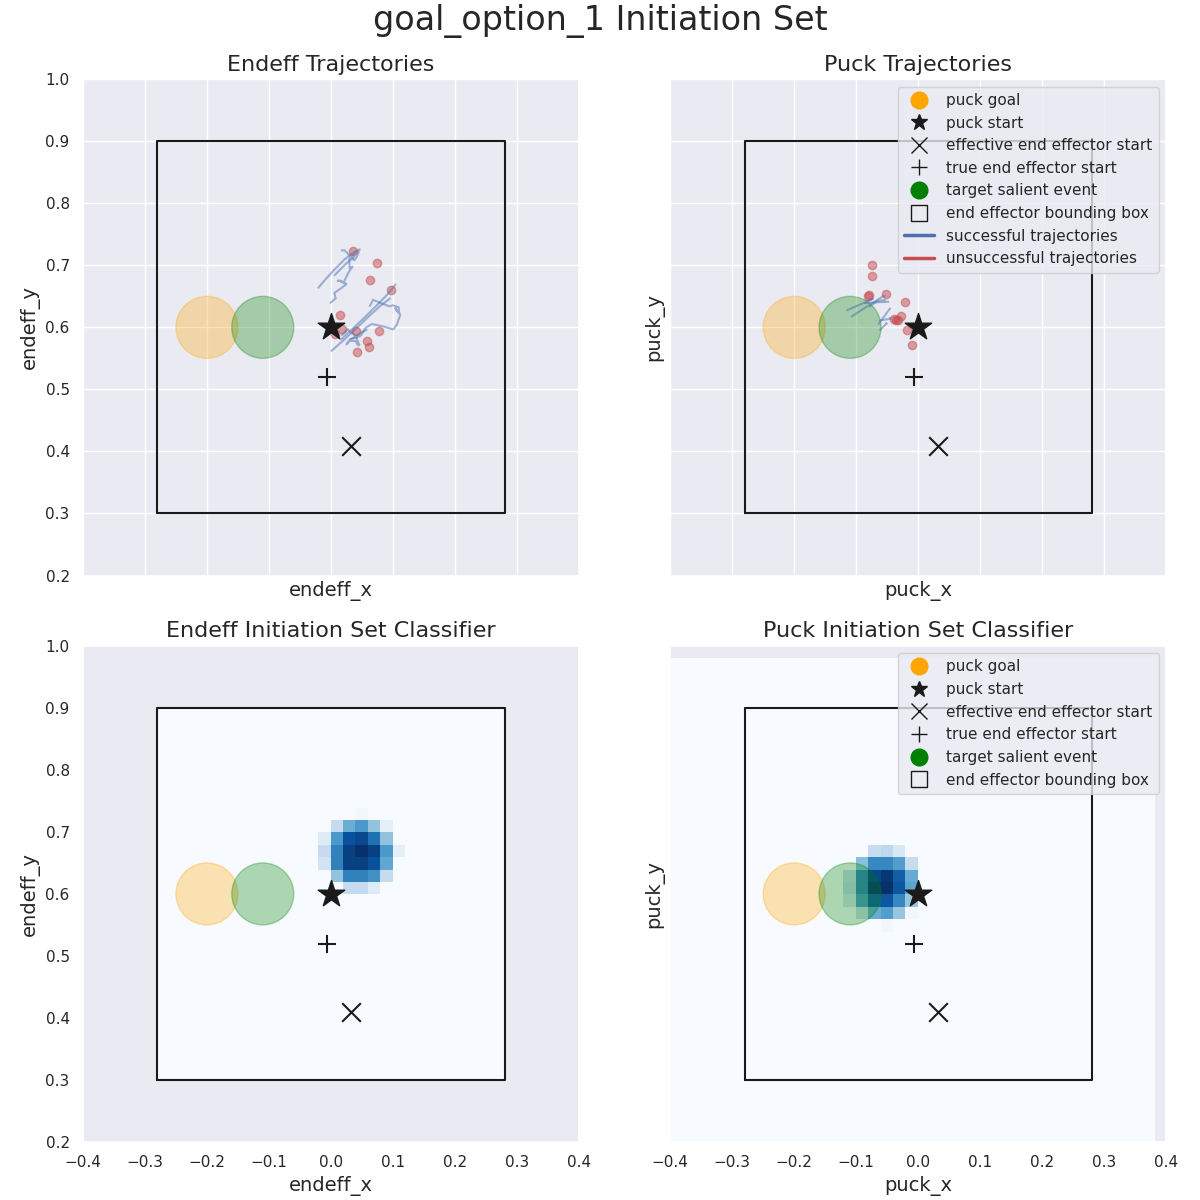 goal_option_1 Initiation Set
Endeff Trajectories
1.0
0.9
0.8
0.7
0.6
0.5
0.4
0.3
0.2
endeff_y
endeff_x
Puck Trajectories
puck goal
puck start
effective end effector start
true end effector start
target salient event
end effector bounding box
successful trajectories
unsuccessful trajectories
puck_y
puck_x
Endeff Initiation Set Classifier
1.0
0.9
0.8
0.7
0.6
0.5
0.4
0.3
0.2
endeff_y
−0.4 −0.3 −0.2 −0.1 0.0 0.1 0.2 0.3 0.4
endeff_x
Puck Initiation Set Classifier
puck goal
puck start
effective end effector start
true end effector start
target salient event
end effector bounding box
puck_y
−0.4 −0.3 −0.2 −0.1 0.0 0.1 0.2 0.3 0.4
puck_x